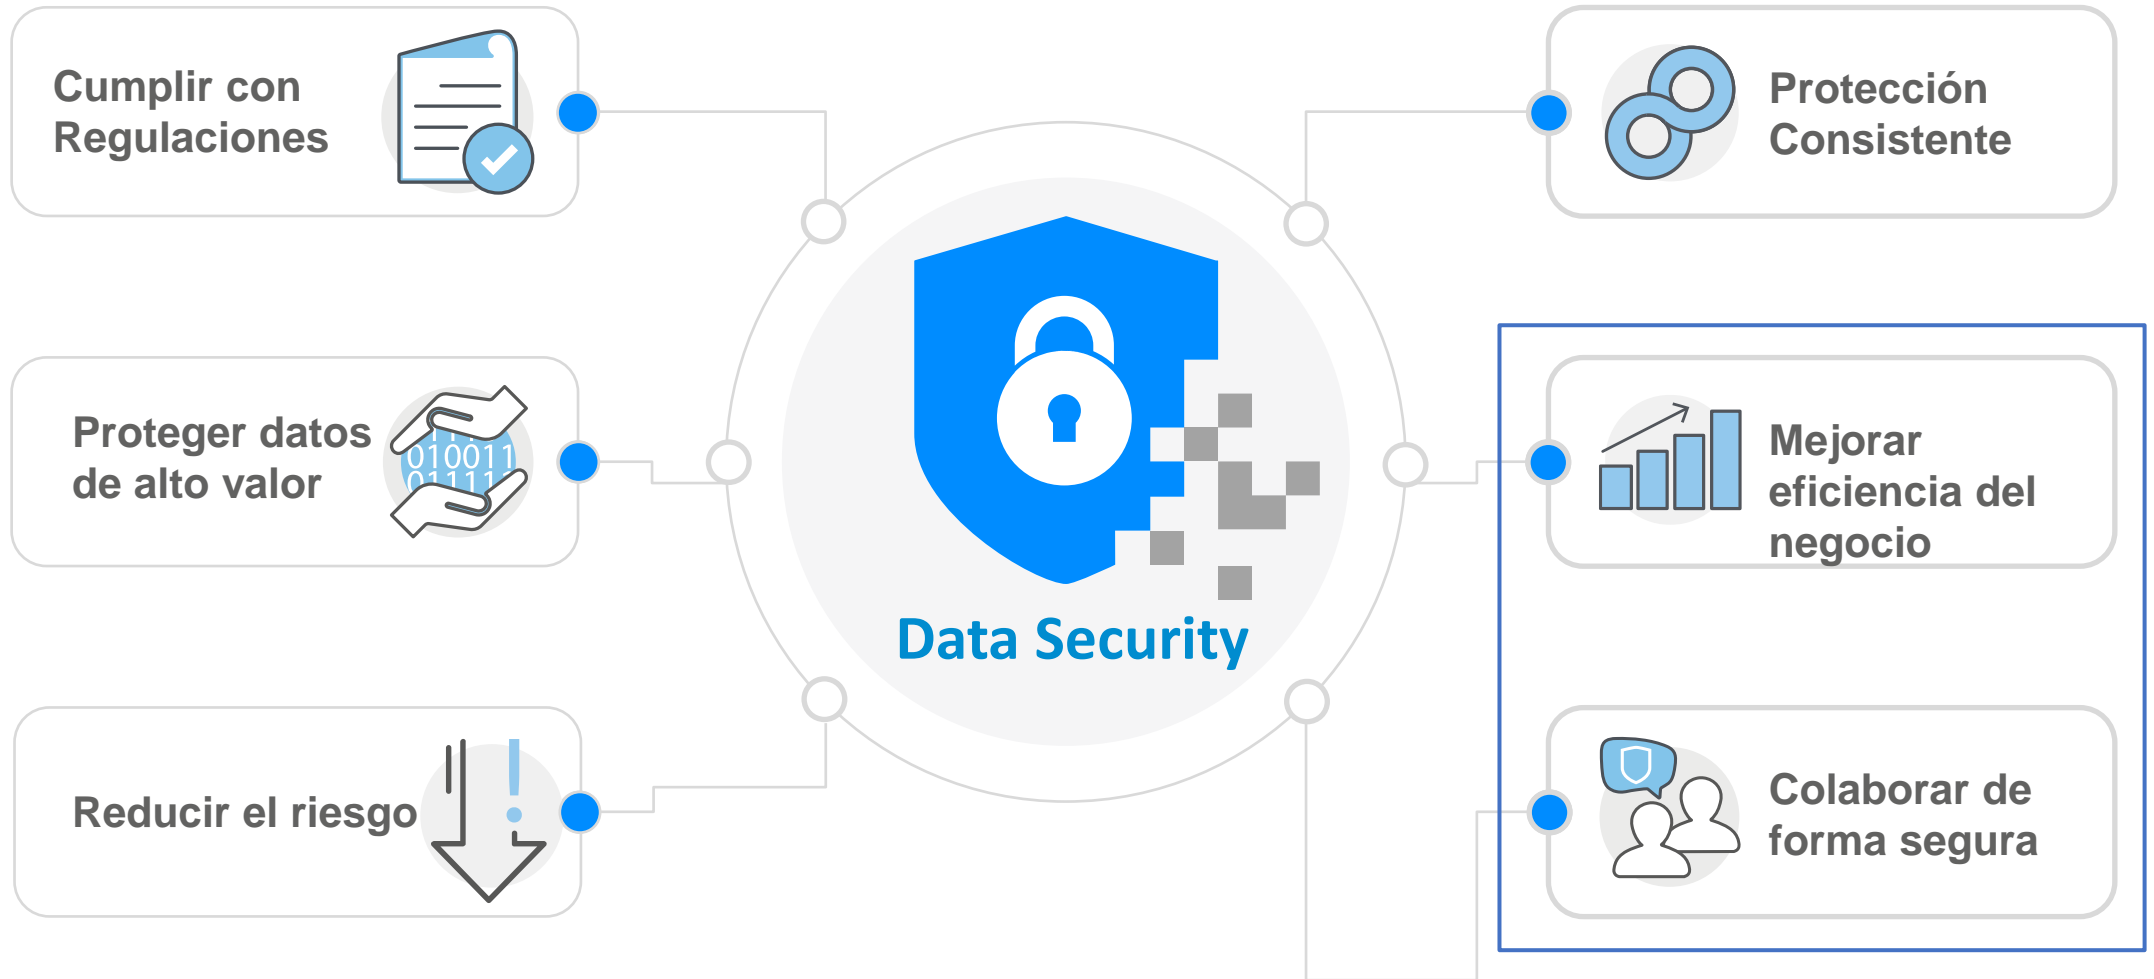 Cumplir con
Regulaciones
Proteger datos
de alto valor
010011
Reducir el riesgo
!
Data Security
Protección
Consistente
Mejorar
eficiencia del
negocio
Colaborar de
forma segura